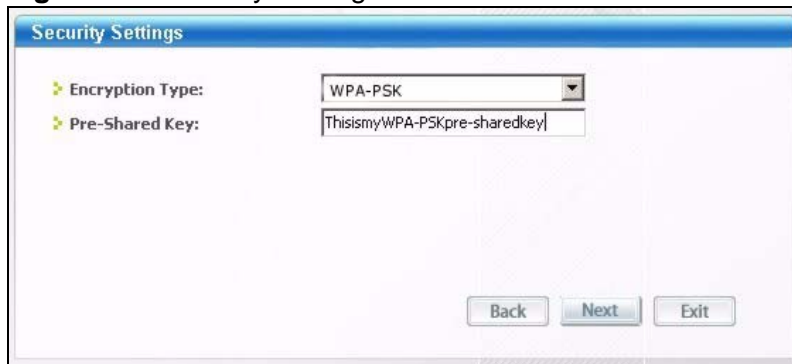 Security Settings
Encryption Type: WPA-PSK
Pre-Shared Key: ThisismyWPA-PSKpre-sharedkey
Back Next Exit